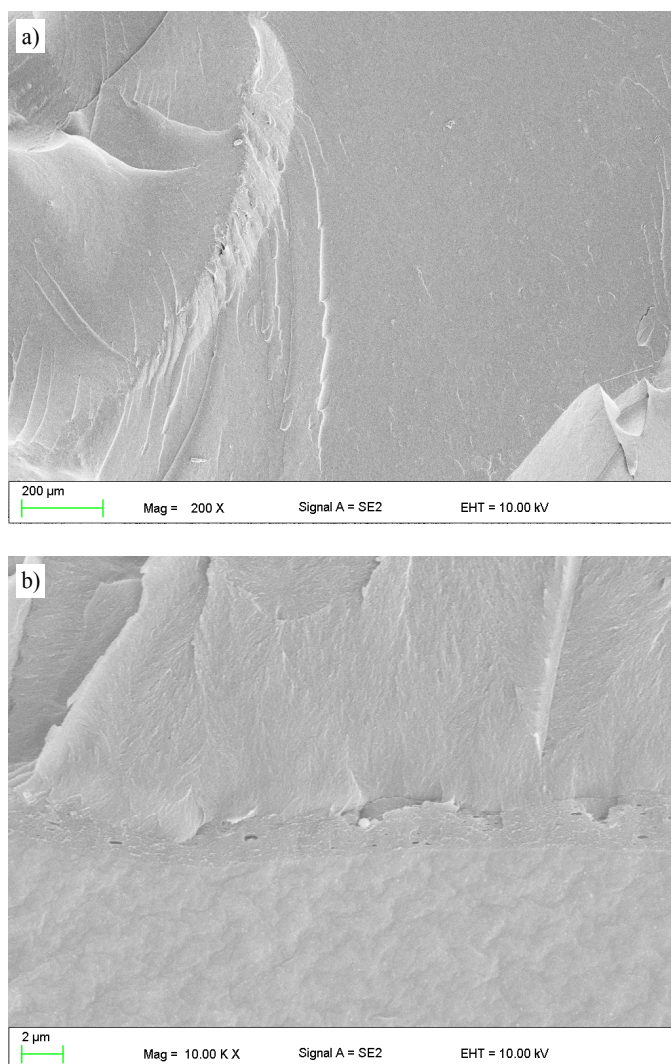 a)
200 µm
Mag = 200 X Signal A = SE2 EHT = 10.00 kV
b)
2 µm
Mag = 10.00 K X Signal A = SE2 EHT = 10.00 kV